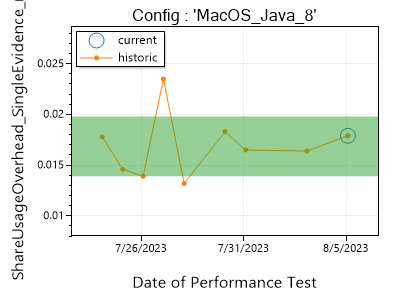 Config : 'MacOS_Java_8'
current
historic
ShareUsageOverhead_SingleEvidence_
0.025
0.02
0.015
0.01
7/26/2023
7/31/2023
8/5/2023
Date of Performance Test